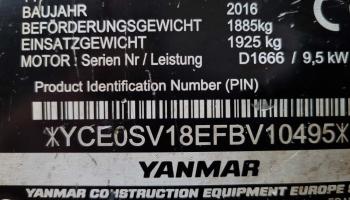 BAUJAHR 2016
BEFÖRDERUNGSGEWICHT 1885kg
EINSATZGEWICHT 1925 kg
MOTOR : Serien Nr / Leistung D1666 / 9,5 kW
Product Identification Number (PIN)
YCE0SV18EFBV10495
YANMAR
YANMAR CONSTRUCTION EQUIPMENT EUROPE